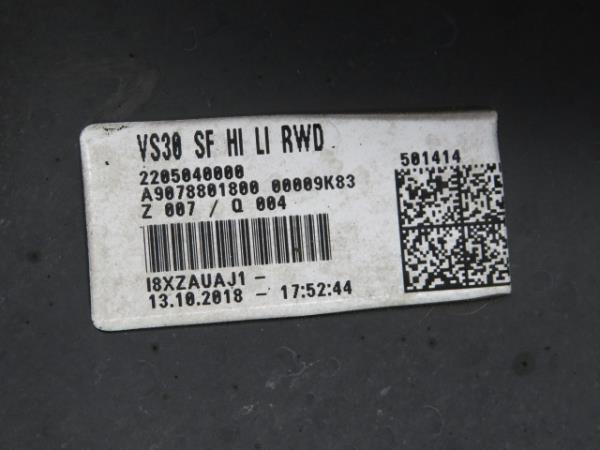 VS30 SF HI LI RWD
2205040000
A9078801800 00009K83
Z 007 / Q 004
501414
I8XZAUAJ1 -
13.10.2018 - 17:52:44